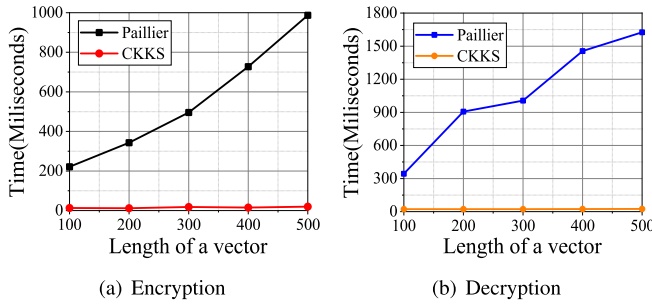 1000
800
600
400
200
0
Time(Miliseconds)
Paillier
CKKS
100 200 300 400 500
Length of a vector
(a) Encryption
1800
1500
1200
900
600
300
0
Time(Miliseconds)
Paillier
CKKS
100 200 300 400 500
Length of a vector
(b) Decryption